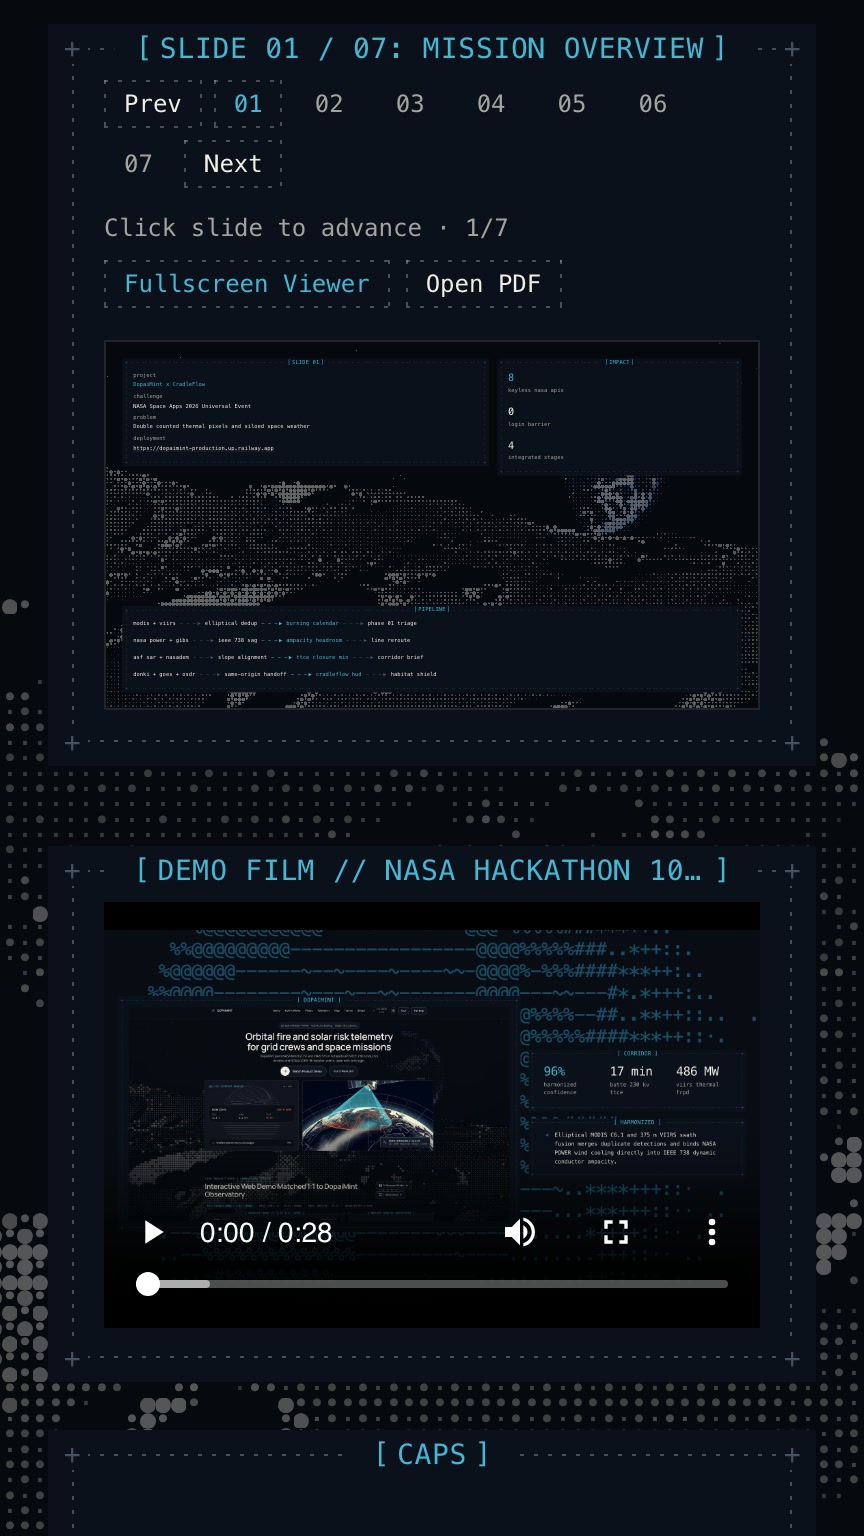 [ SLIDE 01 / 07: MISSION OVERVIEW ]
Prev 01 02 03 04 05 06
07 Next
Click slide to advance · 1/7
Fullscreen Viewer Open PDF
[SLIDE 01]
project
DopaiMint x CradleFlow
challenge
NASA Space Apps 2026 Universal Event
problem
Double counted thermal pixels and siloed space weather
deployment
https://dopaimint-production.up.railway.app
[IMPACT]
8
keyless nasa apis
0
login barrier
4
integrated stages
[PIPELINE]
modis + viirs ---> elliptical dedup ---> burning calendar ---> phase 01 triage
nasa power + gibs ---> ieee 738 sag ---> ampacity headroom ---> line reroute
asf sar + nasadem ---> slope alignment ---> ttce closure min ---> corridor brief
donki + goes + osdr ---> same-origin handoff ---> cradleflow hud ---> habitat shield
[ DEMO FILM // NASA HACKATHON 10… ]
[ DOPAIMINT ]
Orbital fire and solar risk telemetry
for grid crews and space missions
Interactive Web Demo Matched 1:1 to DopaiMint
Observatory
[ CORRIDOR ]
96% 17 min 486 MW
harmonized butte 230 kv viirs thermal
confidence ttce frpd
[ HARMONIZED ]
Elliptical MODIS C6.1 and 375 m VIIRS swath
fusion merges duplicate detections and binds NASA
POWER wind cooling directly into IEEE 738 dynamic
conductor ampacity.
0:00 / 0:28
[ CAPS ]